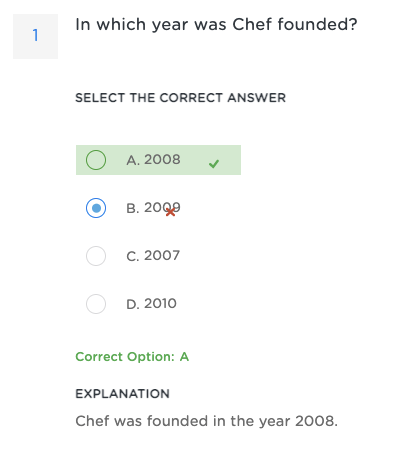 1
In which year was Chef founded?
SELECT THE CORRECT ANSWER
A. 2008
B. 2009
C. 2007
D. 2010
Correct Option: A
EXPLANATION
Chef was founded in the year 2008.